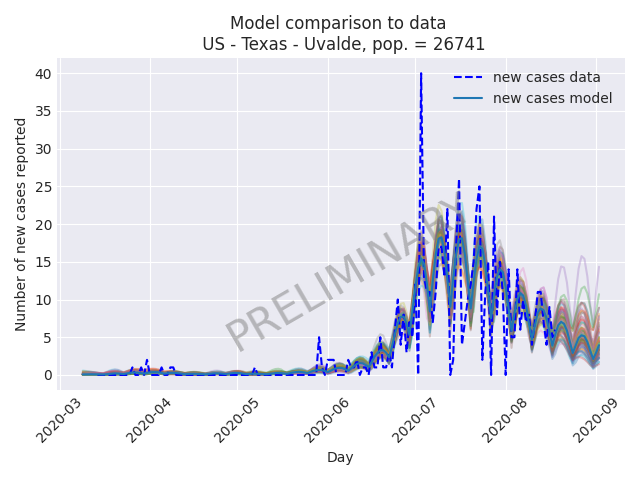 Model comparison to data
US - Texas - Uvalde, pop. = 26741
new cases data
new cases model
PRELIMINARY
Number of new cases reported
40
35
30
25
20
15
10
5
0
2020-03
2020-04
2020-05
2020-06
2020-07
2020-08
2020-09
Day